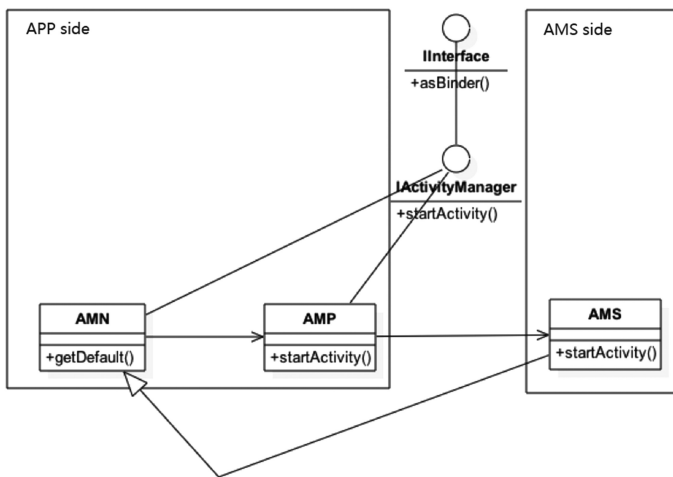 APP side
IInterface
+asBinder()
AMS side
IActivityManager
+startActivity()
AMN
+getDefault()
AMP
+startActivity()
AMS
+startActivity()